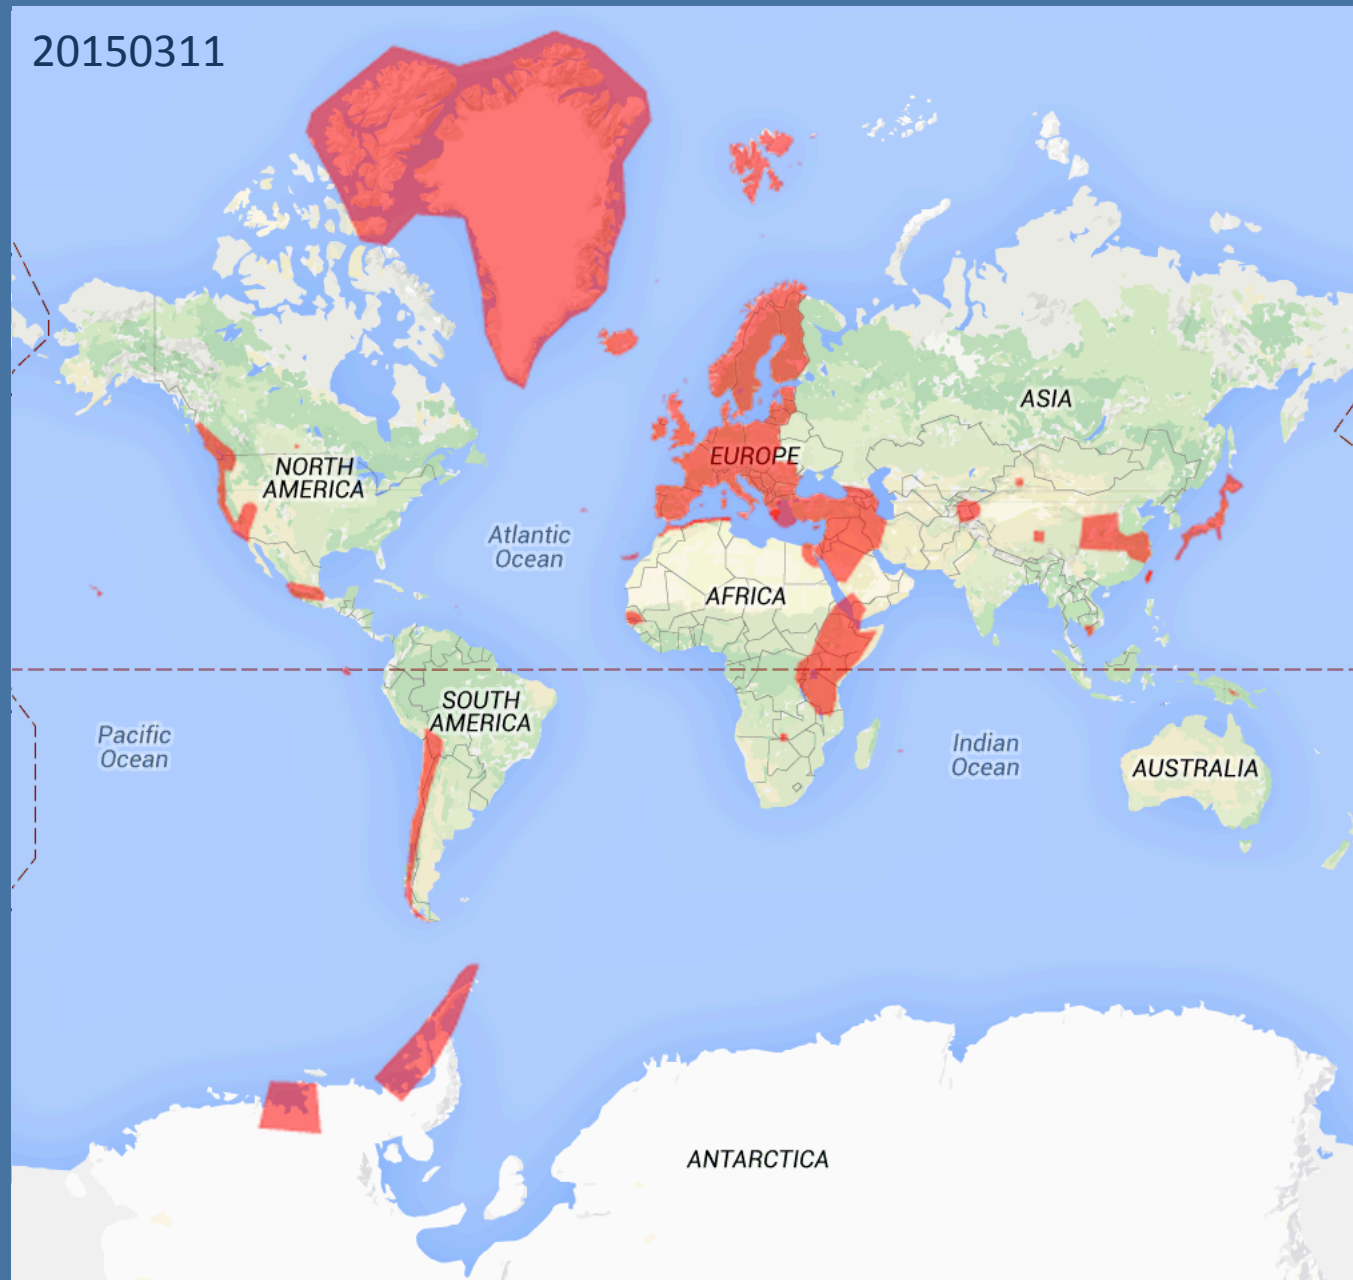 20150311
ASIA
EUROPE
NORTH
AMERICA
Atlantic
Ocean
AFRICA
SOUTH
AMERICA
Pacific
Ocean
Indian
Ocean
AUSTRALIA
ANTARCTICA